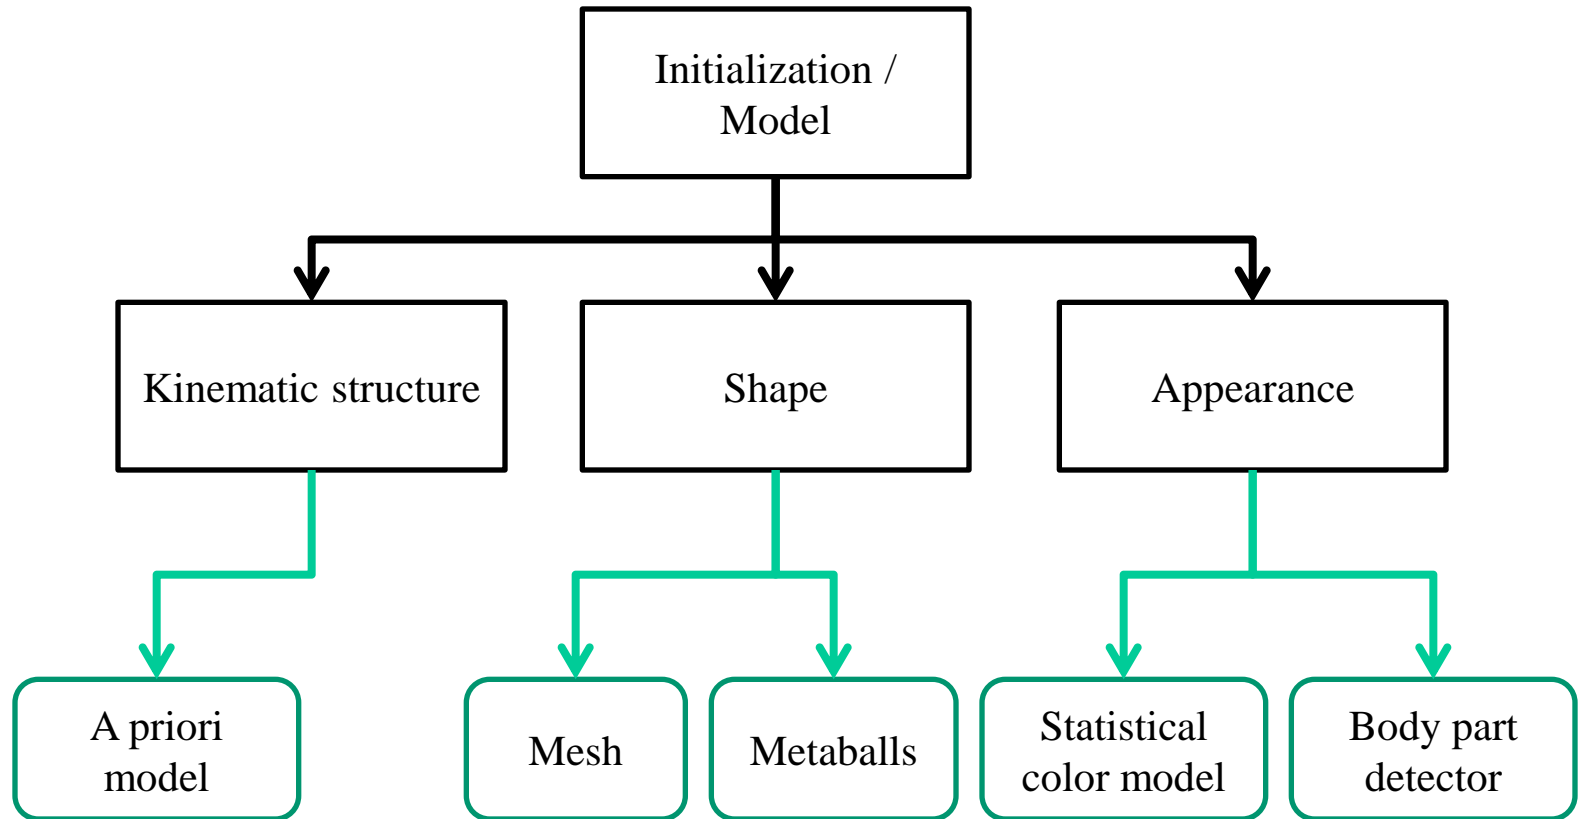 Initialization /
Model
Kinematic structure
Shape
Appearance
A priori
model
Mesh
Metaballs
Statistical
color model
Body part
detector